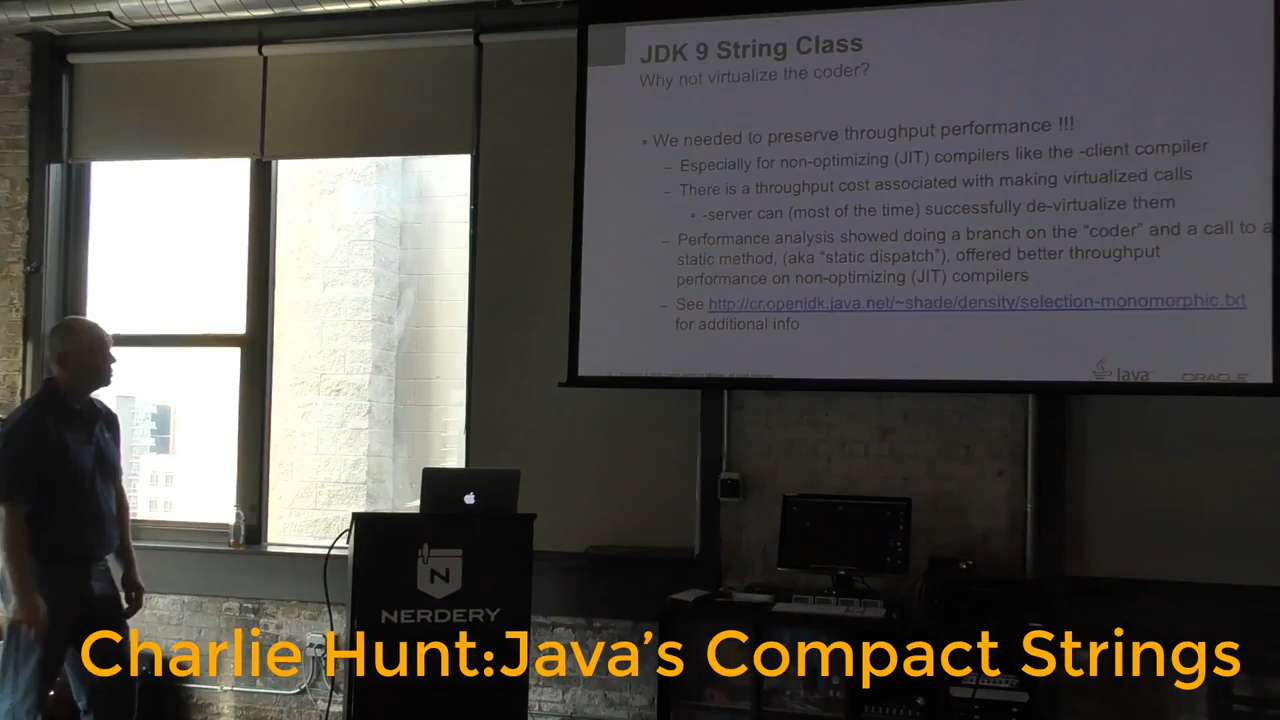 JDK 9 String Class
Why not virtualize the coder?
▪ We needed to preserve throughput performance !!!
– Especially for non-optimizing (JIT) compilers like the -client compiler
– There is a throughput cost associated with making virtualized calls
▪ -server can (most of the time) successfully de-virtualize them
– Performance analysis showed doing a branch on the “coder” and a call to a
static method, (aka “static dispatch”), offered better throughput
performance on non-optimizing (JIT) compilers
– See http://cr.openjdk.java.net/~shade/density/selection-monomorphic.txt
for additional info
Java
ORACLE
N
NERDERY
Charlie Hunt:Java’s Compact Strings